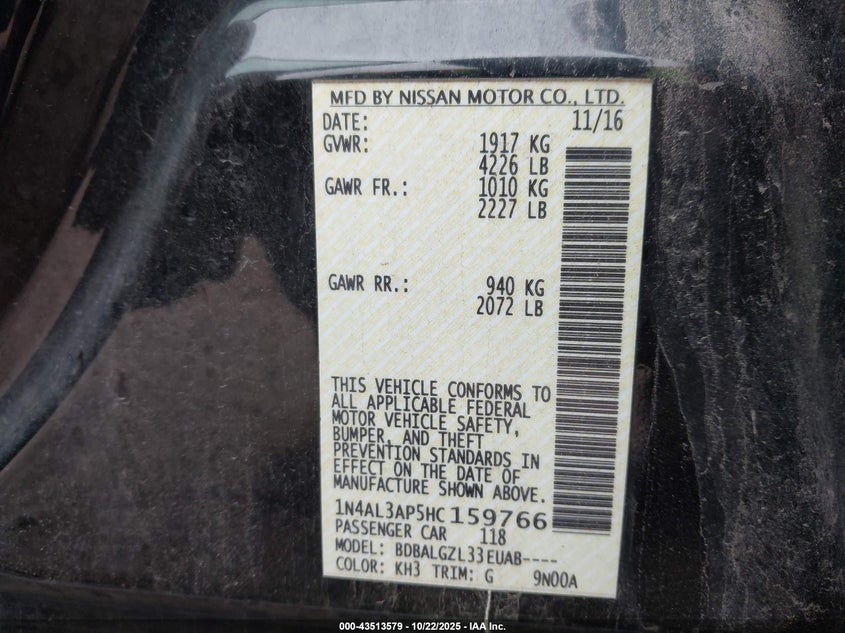 MFD BY NISSAN MOTOR CO., LTD.
DATE: 11/16
GVWR: 1917 KG
4226 LB
GAWR FR.: 1010 KG
2227 LB
GAWR RR.: 940 KG
2072 LB
THIS VEHICLE CONFORMS TO
ALL APPLICABLE FEDERAL
MOTOR VEHICLE SAFETY,
BUMPER, AND THEFT
PREVENTION STANDARDS IN
EFFECT ON THE DATE OF
MANUFACTURE SHOWN ABOVE.
1N4AL3AP5HC159766
PASSENGER CAR 118
MODEL: BDBALGZL33EUAB----
COLOR: KH3 TRIM: G 9N00A
000-43513579 - 10/22/2025 - IAA Inc.